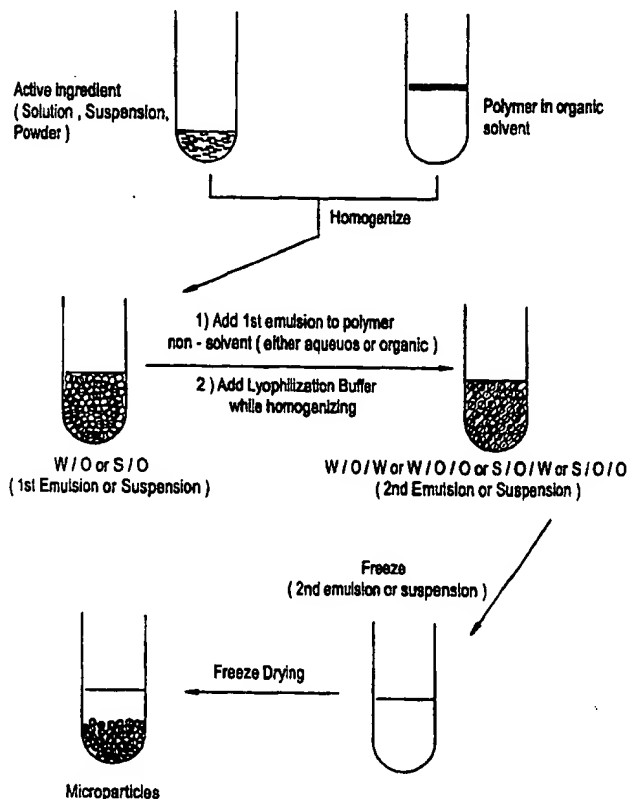 Active Ingredient
( Solution , Suspension,
Powder )
Polymer in organic
solvent
Homogenize
1) Add 1st emulsion to polymer
non - solvent ( either aqueuos or organic )
2 ) Add Lyophilization Buffer
while homogenizing
W / O or S / O
( 1st Emulsion or Suspension )
W / O / W or W / O / O or S / O / W or S / O / O
( 2nd Emulsion or Suspension )
Freeze
( 2nd emulsion or suspension )
Freeze Drying
Microparticles